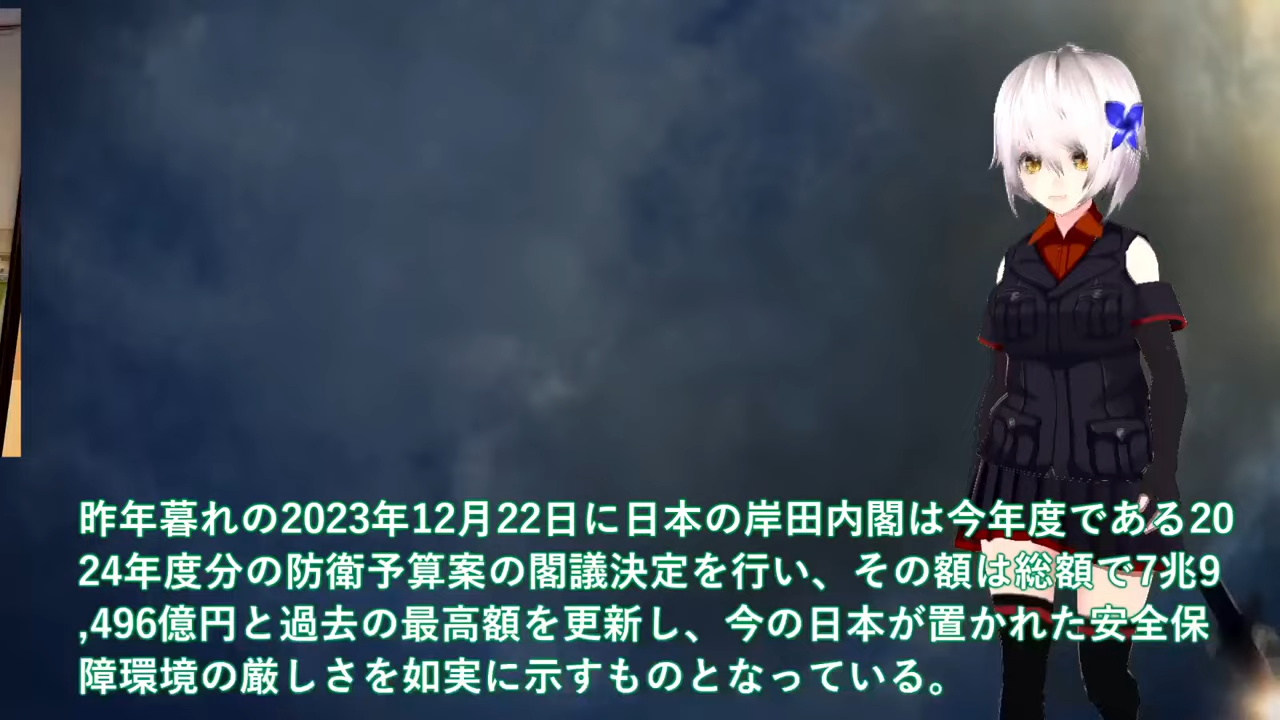 昨年暮れの2023年12月22日に日本の岸田内閣は今年度である20
24年度分の防衛予算案の閣議決定を行い、その額は総額で7兆9
,496億円と過去の最高額を更新し、今の日本が置かれた安全保
障環境の厳しさを如実に示すものとなっている。